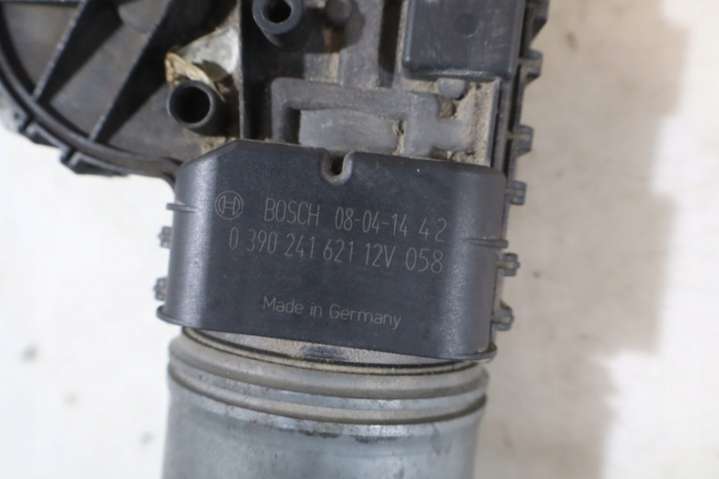 BOSCH 08-04-14 42
0 390 241 621 12V 058
Made in Germany